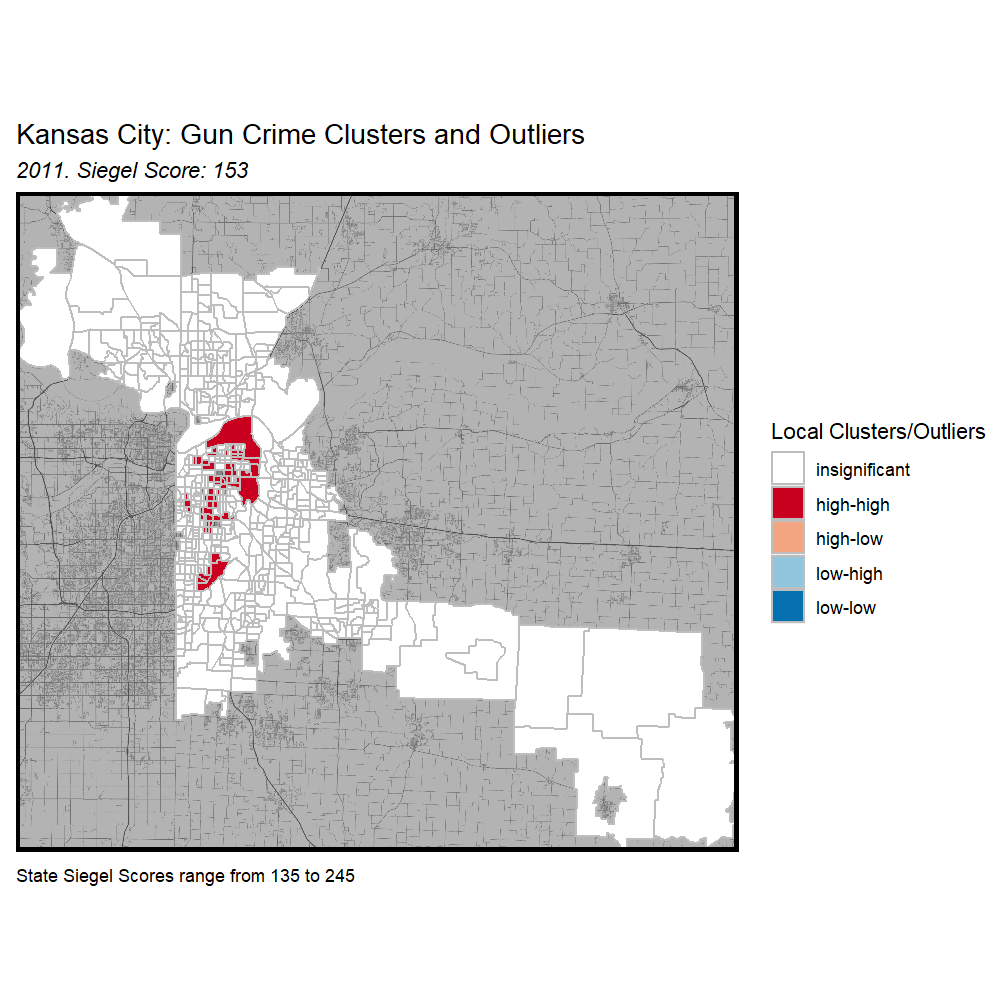 Kansas City: Gun Crime Clusters and Outliers
2011. Siegel Score: 153
Local Clusters/Outliers
insignificant
high-high
high-low
low-high
low-low
State Siegel Scores range from 135 to 245